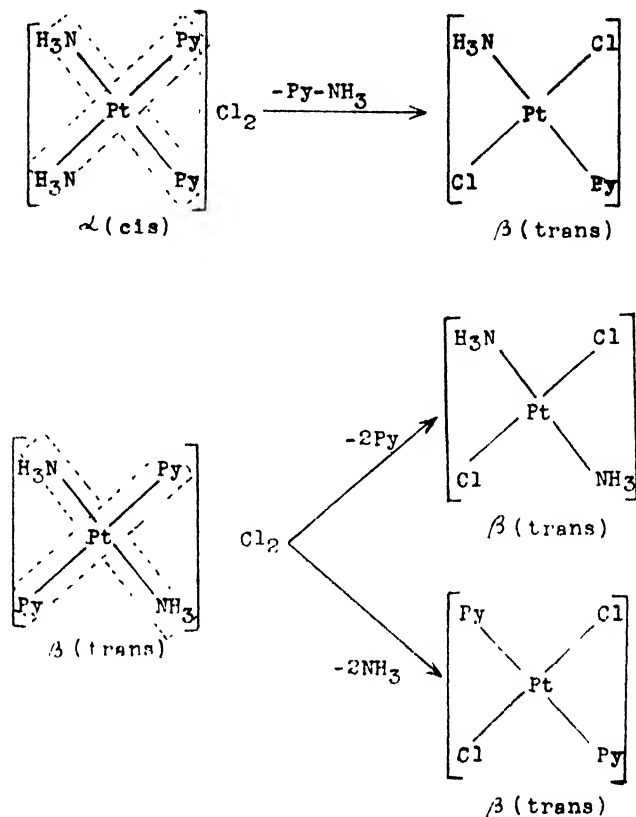 H3N Py H3N Cl
Pt Cl2 -Py-NH3 Pt
H3N Py Cl Py
α(cis) β(trans)
H3N Cl
Pt
-2Py
Cl NH3
β(trans)
H3N Py
Pt Cl2
Py NH3
β(trans)
-2NH3
Py Cl
Pt
Cl Py
β(trans)